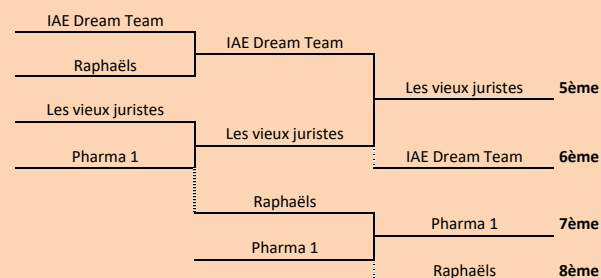 IAE Dream Team
IAE Dream Team
Raphaëls
Les vieux juristes 5ème
Les vieux juristes
Les vieux juristes
Pharma 1 IAE Dream Team 6ème
Raphaëls
Pharma 1 7ème
Pharma 1
Raphaëls 8ème